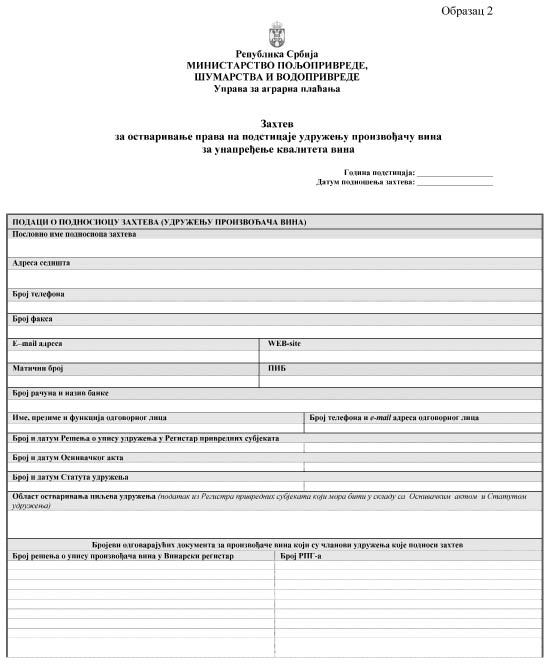 Образац 2
Република Србија
МИНИСТАРСТВО ПОЉОПРИВРЕДЕ,
ШУМАРСТВА И ВОДОПРИВРЕДЕ
Управа за аграрна плаћања
Захтев
за остваривање права на подстицаје удружењу произвођачу вина
за унапређење квалитета вина
Година подстицаја: _______________
Датум подношења захтева: _______________
ПОДАЦИ О ПОДНОСИОЦУ ЗАХТЕВА (УДРУЖЕЊУ ПРОИЗВОЂАЧА ВИНА)
Пословно име подносиоца захтева
Адреса седишта
Број телефона
Број факса
E–mail адреса WEB-site
Матични број ПИБ
Број рачуна и назив банке
Име, презиме и функција одговорног лица Број телефона и e-mail адреса одговорног лица
Број и датум Решења о упису удружења у Регистар привредних субјеката
Број и датум Оснивачког акта
Број и датум Статута удружења
Област остваривања циљева удружења (податак из Регистра привредних субјеката који мора бити у складу са Оснивачким актом и Статутом
удружења)
Бројеви одговарајућих докумената за произвођаче вина који су чланови удружења које подноси захтев
Број решења о упису произвођача вина у Винарски регистар Број РПГ-а